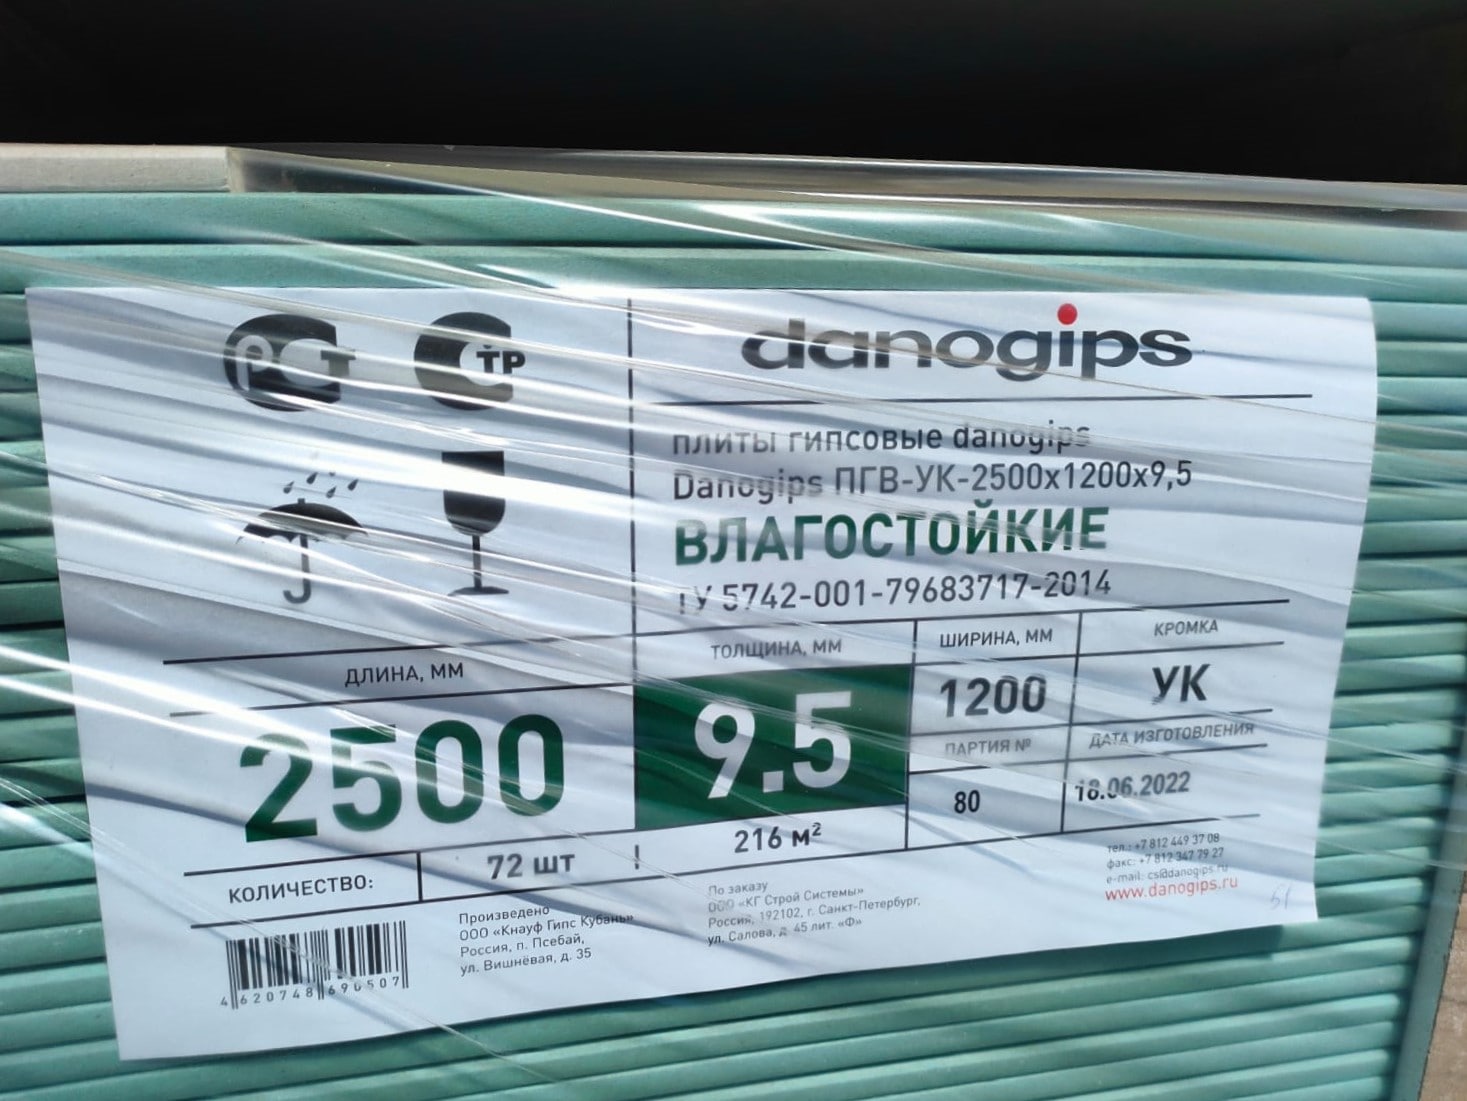 РСТ
СТР
danogips
плиты гипсовые danogips
Danogips ПГВ-УК-2500х1200х9,5
ВЛАГОСТОЙКИЕ
ТУ 5742-001-79683717-2014
ДЛИНА, ММ
2500
ТОЛЩИНА, ММ
9.5
ШИРИНА, ММ
1200
КРОМКА
УК
ПАРТИЯ №
80
ДАТА ИЗГОТОВЛЕНИЯ
18.06.2022
КОЛИЧЕСТВО:
72 шт
216 м²
4 620748 690507
Произведено
ООО «Кнауф Гипс Кубань»
Россия, п. Псебай,
ул. Вишнёвая, д. 35
По заказу
ООО «КГ Строй Системы»
Россия, 192102, г. Санкт-Петербург,
ул. Салова, д. 45 лит. «Ф»
тел.: +7 812 449 37 08
факс: +7 812 347 79 27
e-mail: cs@danogips.ru
www.danogips.ru